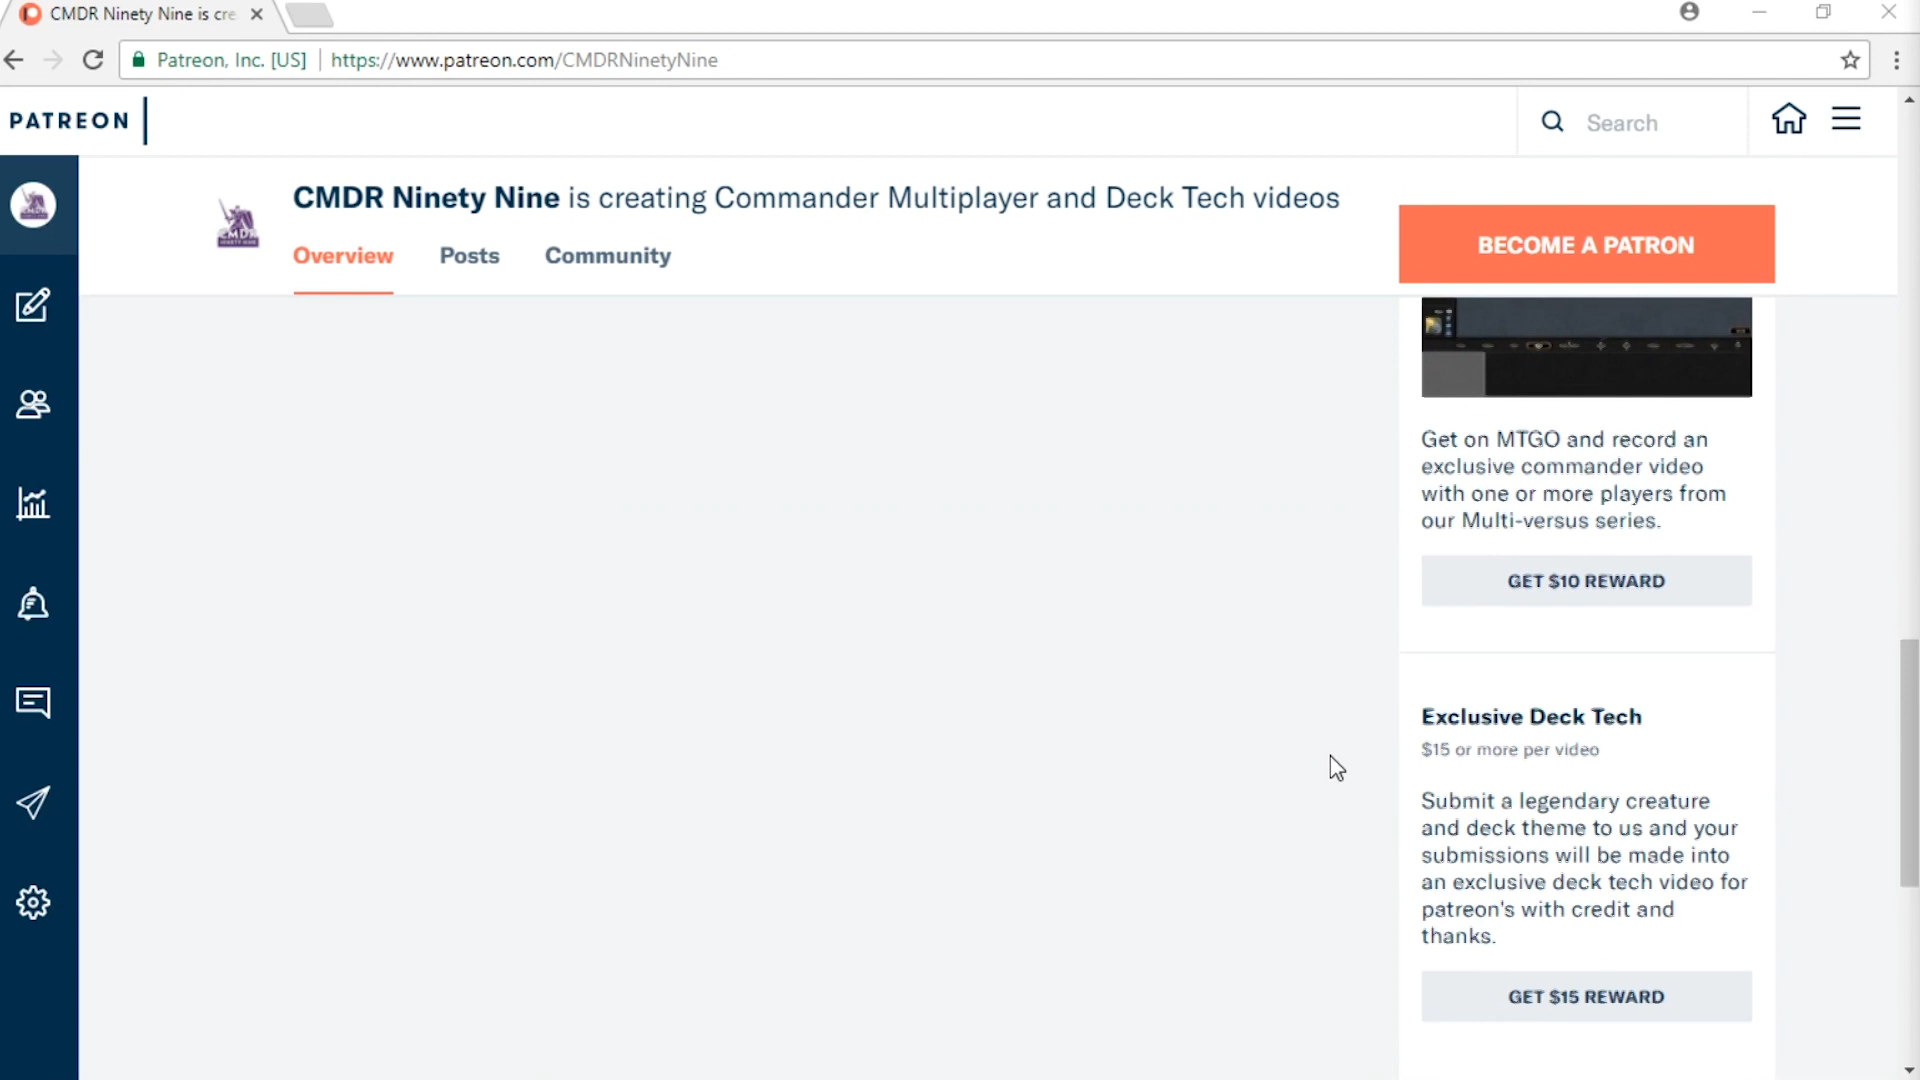 CMDR Ninety Nine is cre
Patreon, Inc. [US] https://www.patreon.com/CMDRNinetyNine
PATREON
Search
CMDR
NINETY NINE
CMDR Ninety Nine is creating Commander Multiplayer and Deck Tech videos
Overview Posts Community
BECOME A PATRON
Get on MTGO and record an
exclusive commander video
with one or more players from
our Multi-versus series.
GET $10 REWARD
Exclusive Deck Tech
$15 or more per video
Submit a legendary creature
and deck theme to us and your
submissions will be made into
an exclusive deck tech video for
patreon's with credit and
thanks.
GET $15 REWARD